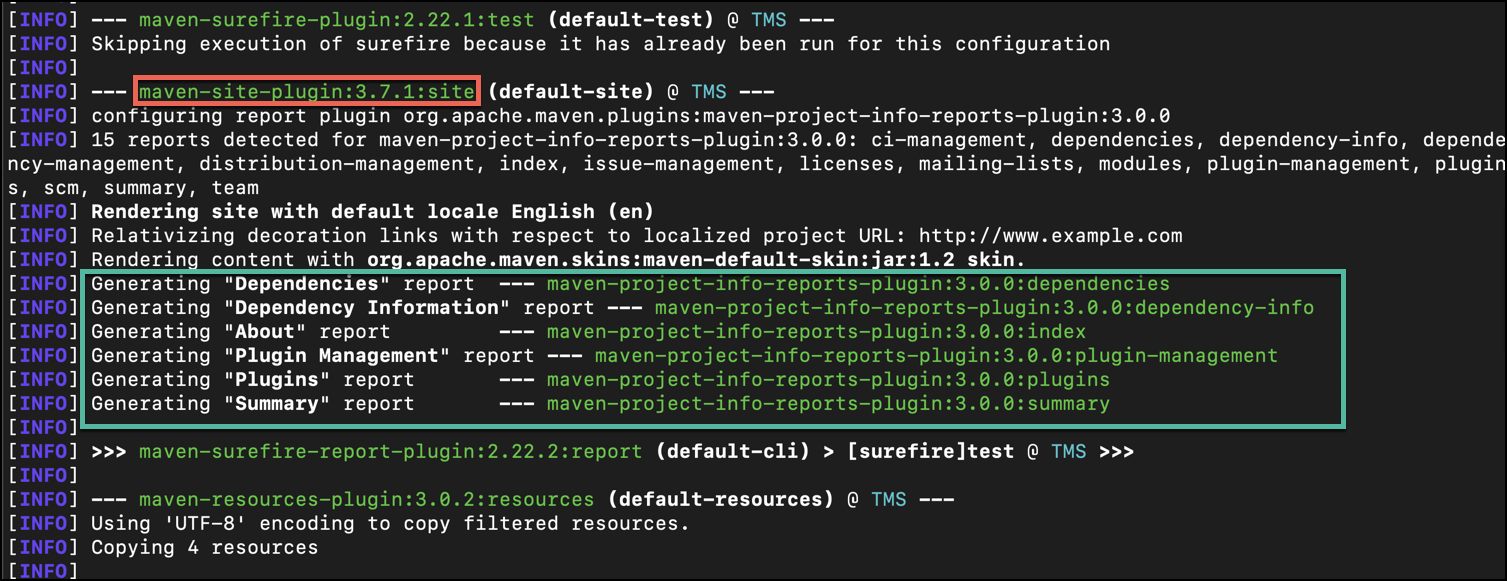 [INFO] --- maven-surefire-plugin:2.22.1:test (default-test) @ TMS ---
[INFO] Skipping execution of surefire because it has already been run for this configuration
[INFO]
[INFO] --- maven-site-plugin:3.7.1:site (default-site) @ TMS ---
[INFO] configuring report plugin org.apache.maven.plugins:maven-project-info-reports-plugin:3.0.0
[INFO] 15 reports detected for maven-project-info-reports-plugin:3.0.0: ci-management, dependencies, dependency-info, depende
ncy-management, distribution-management, index, issue-management, licenses, mailing-lists, modules, plugin-management, plugin
s, scm, summary, team
[INFO] Rendering site with default locale English (en)
[INFO] Relativizing decoration links with respect to localized project URL: http://www.example.com
[INFO] Rendering content with org.apache.maven.skins:maven-default-skin:jar:1.2 skin.
[INFO] Generating "Dependencies" report  --- maven-project-info-reports-plugin:3.0.0:dependencies
[INFO] Generating "Dependency Information" report --- maven-project-info-reports-plugin:3.0.0:dependency-info
[INFO] Generating "About" report         --- maven-project-info-reports-plugin:3.0.0:index
[INFO] Generating "Plugin Management" report --- maven-project-info-reports-plugin:3.0.0:plugin-management
[INFO] Generating "Plugins" report       --- maven-project-info-reports-plugin:3.0.0:plugins
[INFO] Generating "Summary" report       --- maven-project-info-reports-plugin:3.0.0:summary
[INFO]
[INFO] >>> maven-surefire-report-plugin:2.22.2:report (default-cli) > [surefire]test @ TMS >>>
[INFO]
[INFO] --- maven-resources-plugin:3.0.2:resources (default-resources) @ TMS ---
[INFO] Using 'UTF-8' encoding to copy filtered resources.
[INFO] Copying 4 resources
[INFO]